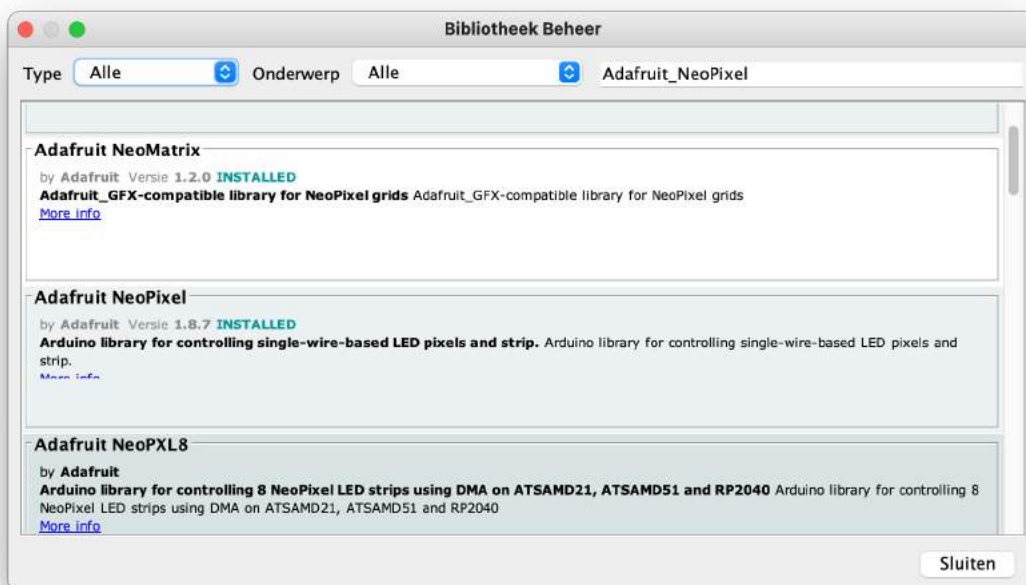 Bibliotheek Beheer
Type Alle Onderwerp Alle Adafruit_NeoPixel
Adafruit NeoMatrix
by Adafruit Versie 1.2.0 INSTALLED
Adafruit_GFX-compatible library for NeoPixel grids Adafruit_GFX-compatible library for NeoPixel grids
More info
Adafruit NeoPixel
by Adafruit Versie 1.8.7 INSTALLED
Arduino library for controlling single-wire-based LED pixels and strip. Arduino library for controlling single-wire-based LED pixels and
strip.
More info
Adafruit NeoPXL8
by Adafruit
Arduino library for controlling 8 NeoPixel LED strips using DMA on ATSAMD21, ATSAMD51 and RP2040 Arduino library for controlling 8
NeoPixel LED strips using DMA on ATSAMD21, ATSAMD51 and RP2040
More info
Sluiten